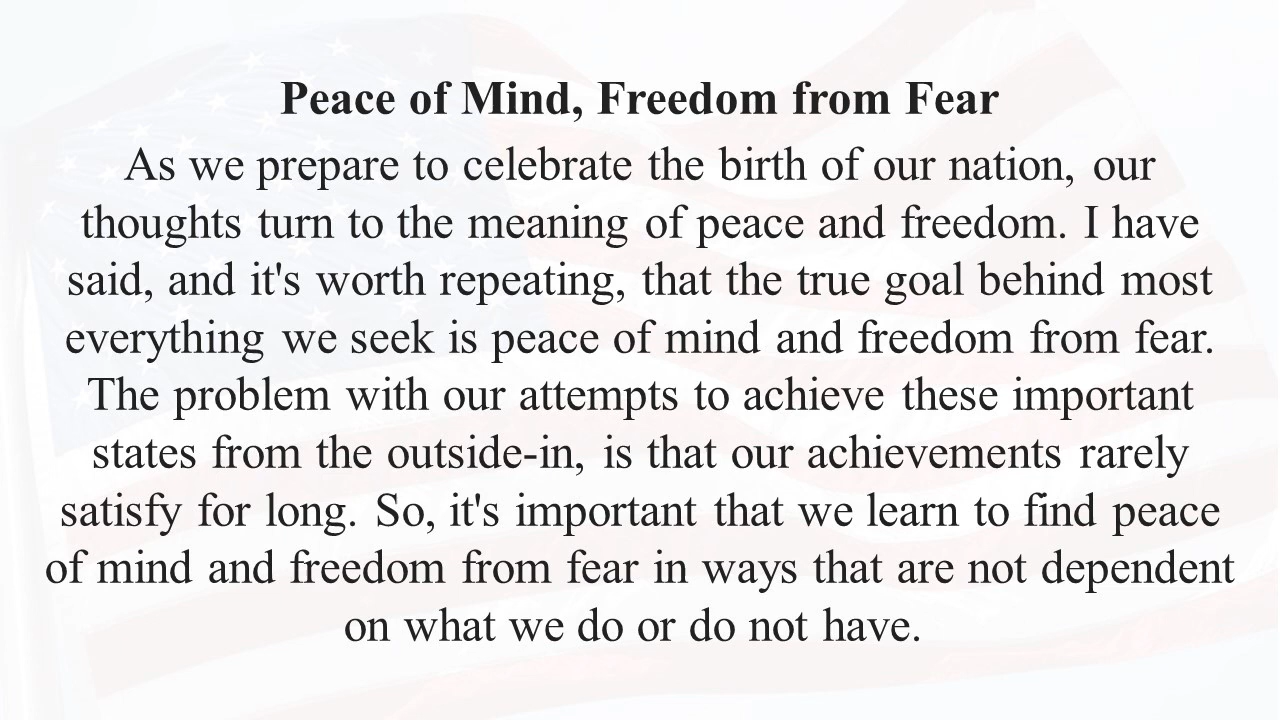 Peace of Mind, Freedom from Fear
As we prepare to celebrate the birth of our nation, our
thoughts turn to the meaning of peace and freedom. I have
said, and it's worth repeating, that the true goal behind most
everything we seek is peace of mind and freedom from fear.
The problem with our attempts to achieve these important
states from the outside-in, is that our achievements rarely
satisfy for long. So, it's important that we learn to find peace
of mind and freedom from fear in ways that are not dependent
on what we do or do not have.